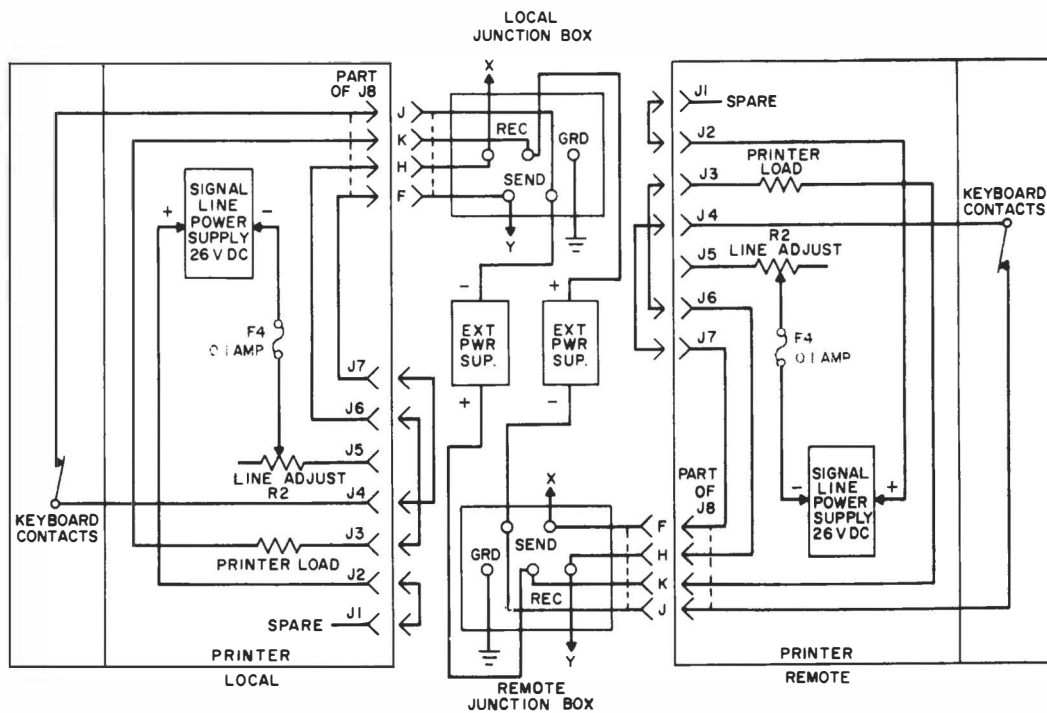 LOCAL
JUNCTION BOX
PART
OF J8
X
J
K
H
F
REC
GRD
SEND
Y
SIGNAL
LINE
POWER
SUPPLY
26 V DC
+
-
F4
0.1 AMP
J7
J6
J5
LINE ADJUST
R2
J4
KEYBOARD
CONTACTS
J3
PRINTER LOAD
J2
SPARE
J1
PRINTER
LOCAL
-
+
EXT
PWR
SUP.
+
EXT
PWR
SUP.
-
X
GRD
SEND
REC
F
H
K
J
Y
REMOTE
JUNCTION BOX
J1
SPARE
J2
PRINTER
LOAD
J3
J4
KEYBOARD
CONTACTS
R2
LINE ADJUST
J5
J6
J7
F4
0.1 AMP
PART
OF
J8
-
+
SIGNAL
LINE
POWER
SUPPLY
26 V DC
PRINTER
REMOTE